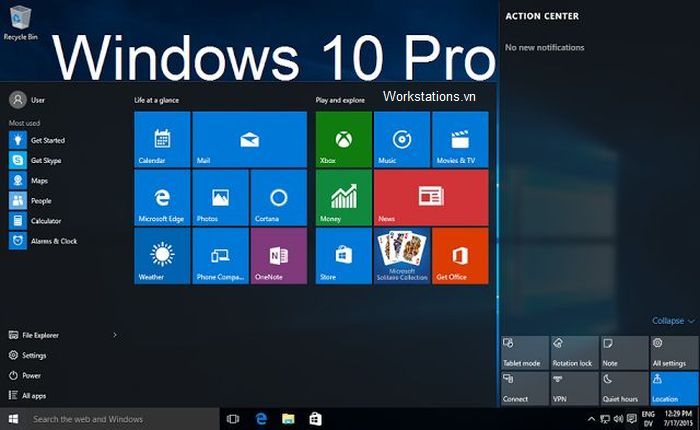 Recycle Bin
Windows 10 Pro
Workstations.vn
User
Most used
Get Started
Get Skype
Maps
People
Calculator
Alarms & Clock
File Explorer
Settings
Power
All apps
Life at a glance
Calendar
Mail
Microsoft Edge
Photos
Cortana
Weather
Phone Compa...
OneNote
Play and explore
Xbox
Music
Movies & TV
Money
News
Store
Microsoft
Solitaire Collection
Get Office
ACTION CENTER
No new notifications
Collapse
Tablet mode
Rotation lock
Note
All settings
Connect
VPN
Quiet hours
Location
Search the web and Windows
ENG
DV
12:29 PM
7/17/2015